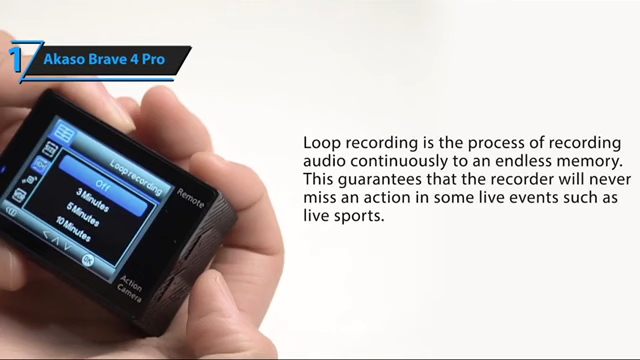 1 Akaso Brave 4 Pro
Loop recording is the process of recording
audio continuously to an endless memory.
This guarantees that the recorder will never
miss an action in some live events such as
live sports.
Loop recording
Off
3 Minutes
5 Minutes
10 Minutes
OK
Remote
Action
Camera